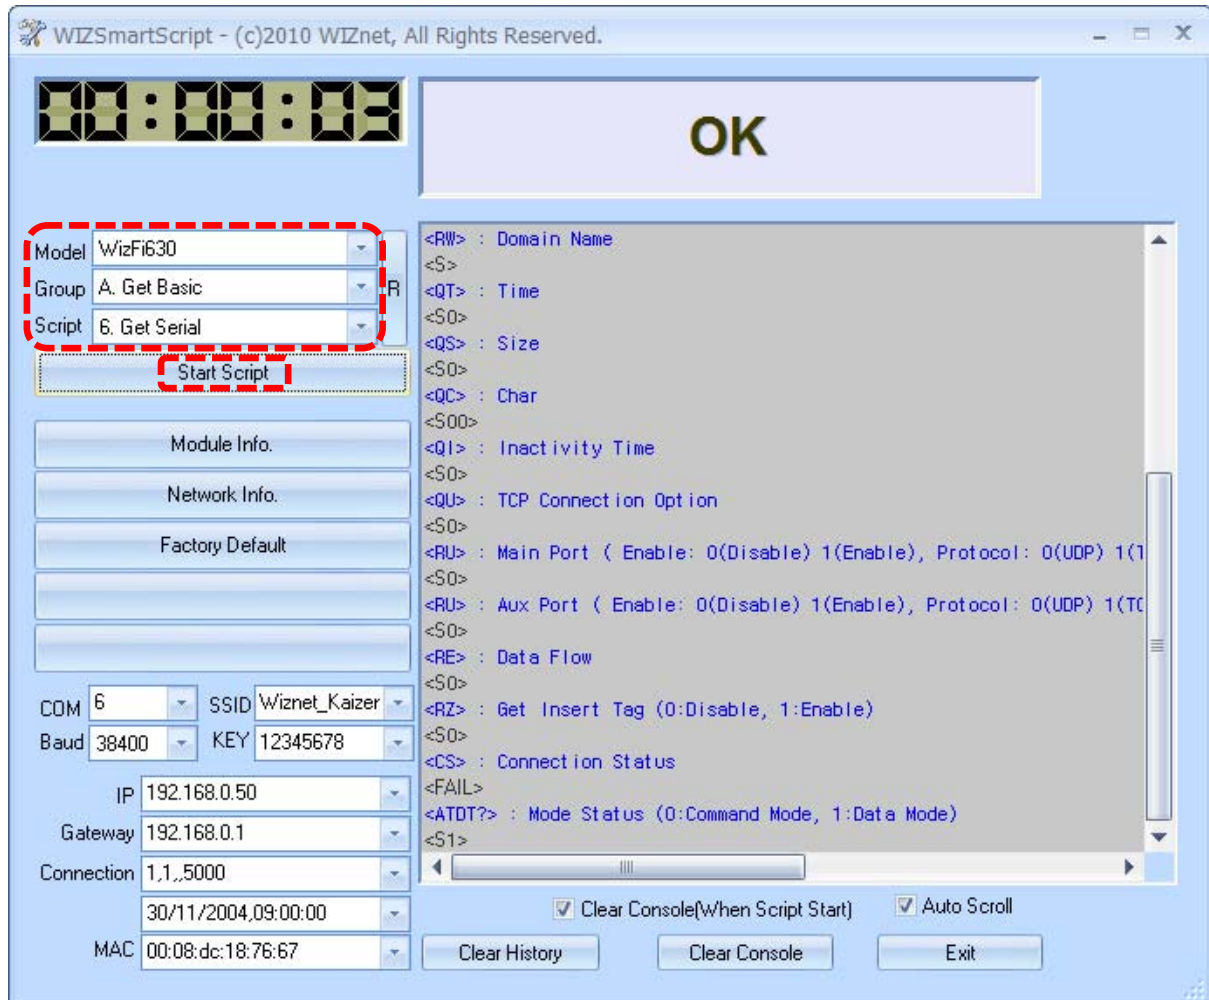 WIZSmartScript - (c)2010 WIZnet, All Rights Reserved.
00:00:03
OK
Model WizFi630
Group A. Get Basic
R
Script 6. Get Serial
Start Script
Module Info.
Network Info.
Factory Default
COM 6 SSID Wiznet_Kaizer
Baud 38400 KEY 12345678
IP 192.168.0.50
Gateway 192.168.0.1
Connection 1,1,,5000
30/11/2004,09:00:00
MAC 00:08:dc:18:76:67
<RW> : Domain Name
<S>
<QT> : Time
<S0>
<QS> : Size
<S0>
<QC> : Char
<S00>
<QI> : Inactivity Time
<S0>
<QU> : TCP Connection Option
<S0>
<RU> : Main Port ( Enable: 0(Disable) 1(Enable), Protocol: 0(UDP) 1(T
<S0>
<RU> : Aux Port ( Enable: 0(Disable) 1(Enable), Protocol: 0(UDP) 1(TC
<S0>
<RE> : Data Flow
<S0>
<RZ> : Get Insert Tag (0:Disable, 1:Enable)
<S0>
<CS> : Connection Status
<FAIL>
<ATDT?> : Mode Status (0:Command Mode, 1:Data Mode)
<S1>
Clear Console(When Script Start) Auto Scroll
Clear History Clear Console Exit